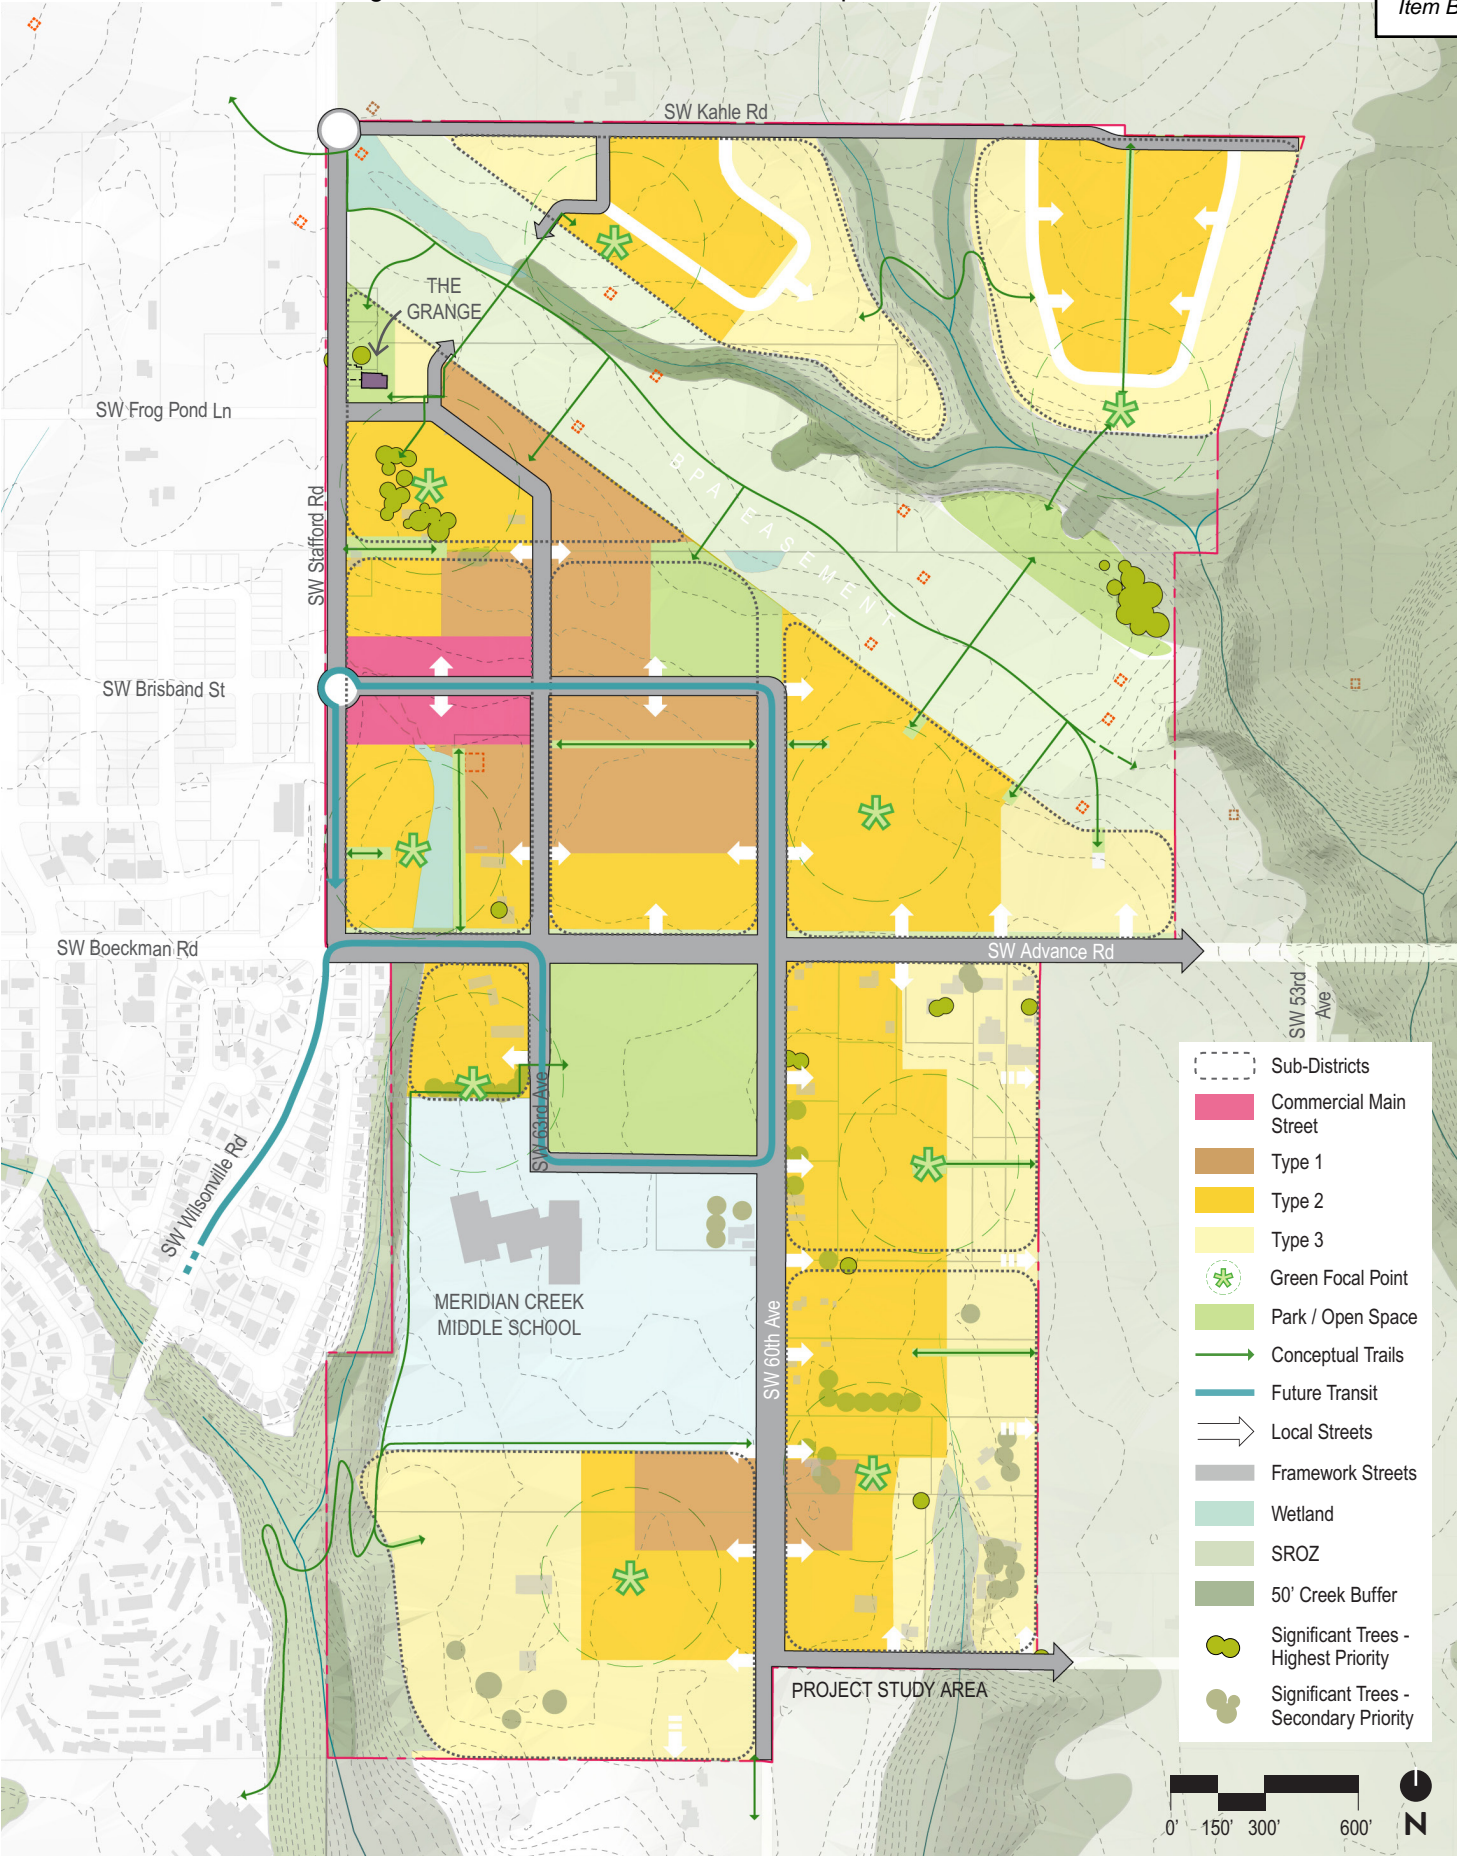 Item B
SW Kahle Rd
THE
GRANGE
SW Frog Pond Ln
SW Stafford Rd
BPA EASEMENT
SW Brisband St
SW Boeckman Rd
SW Advance Rd
SW 53rd
Ave
SW 63rd Ave
SW Wilsonville Rd
MERIDIAN CREEK
MIDDLE SCHOOL
SW 60th Ave
PROJECT STUDY AREA
Sub-Districts
Commercial Main
Street
Type 1
Type 2
Type 3
Green Focal Point
Park / Open Space
Conceptual Trails
Future Transit
Local Streets
Framework Streets
Wetland
SROZ
50' Creek Buffer
Significant Trees -
Highest Priority
Significant Trees -
Secondary Priority
0' 150' 300' 600'
N